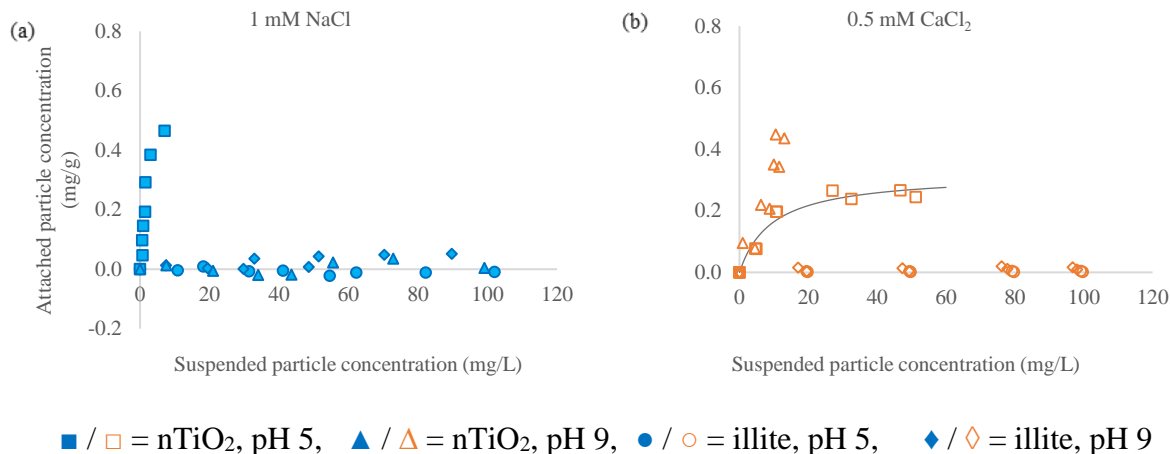 (a)
1 mM NaCl
0.8
0.6
0.4
0.2
0.0
-0.2
0
20
40
60
80
100
120
Attached particle concentration
(mg/g)
Suspended particle concentration (mg/L)
(b)
0.5 mM CaCl₂
0.8
0.6
0.4
0.2
0.0
0
20
40
60
80
100
120
Suspended particle concentration (mg/L)
■ / □ = nTiO₂, pH 5, ▲ / Δ = nTiO₂, pH 9, ● / ○ = illite, pH 5, ♦ / ◊ = illite, pH 9